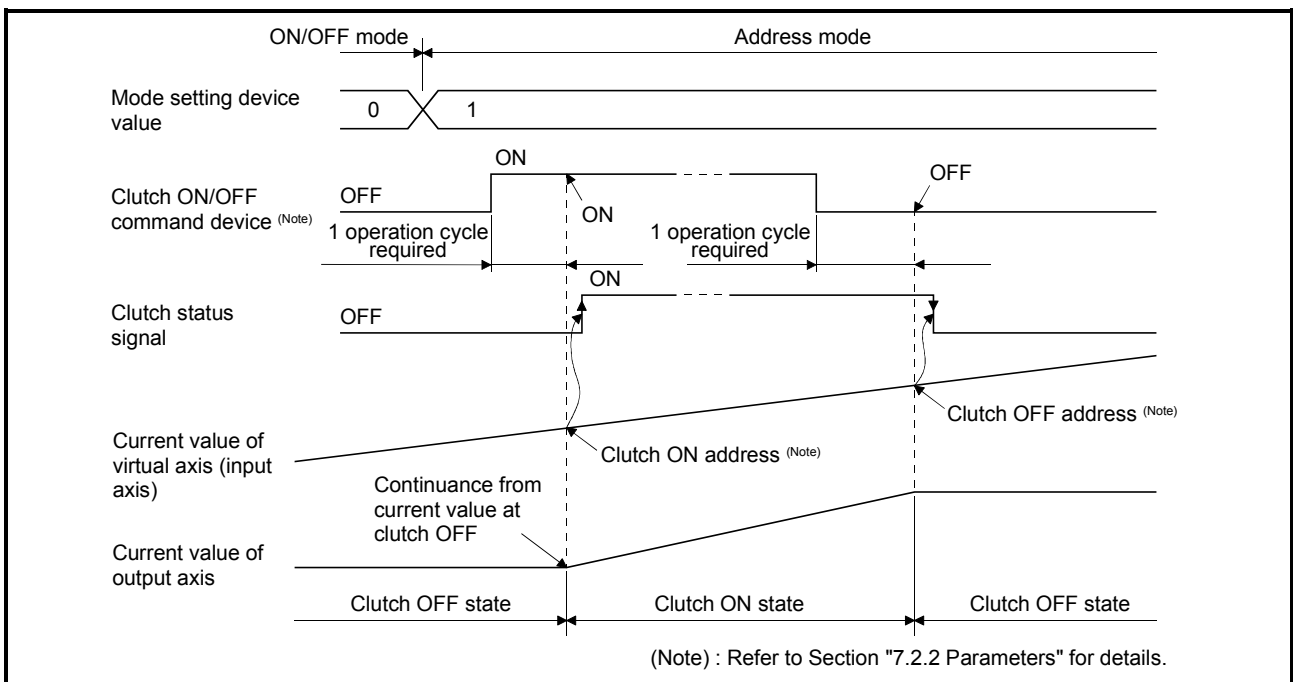 ON/OFF mode
Address mode
Mode setting device
value
0
1
ON
OFF
Clutch ON/OFF
command device (Note)
OFF
ON
1 operation cycle
required
1 operation cycle
required
ON
Clutch status
signal
OFF
Clutch OFF address (Note)
Current value of
virtual axis (input
axis)
Clutch ON address (Note)
Continuance from
current value at
clutch OFF
Current value of
output axis
Clutch OFF state
Clutch ON state
Clutch OFF state
(Note) : Refer to Section "7.2.2 Parameters" for details.